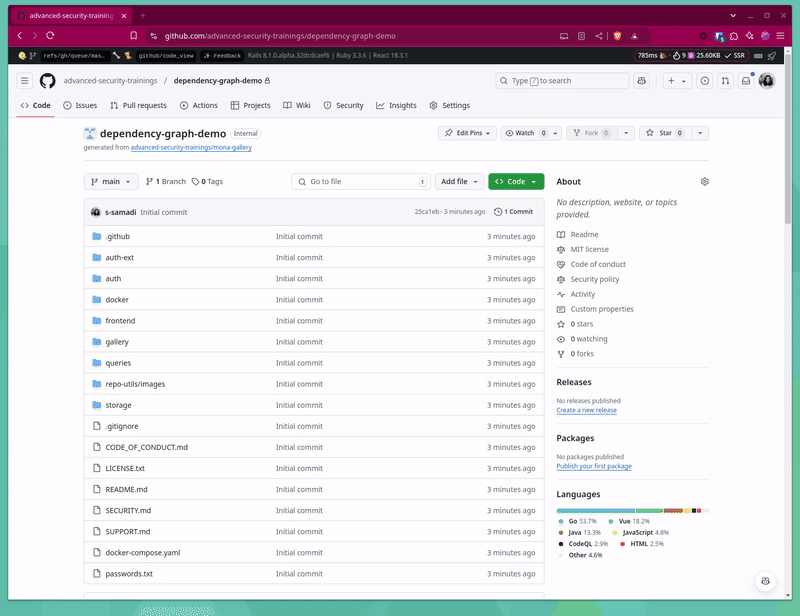 advanced-security-training
github.com/advanced-security-trainings/dependency-graph-demo
refs/gh/queue/mas... github/code_view Feedback Rails 8.1.0.alpha.32dcdcaef6 | Ruby 3.3.6 | React 18.3.1 785ms 9 25.60KB SSR
advanced-security-trainings / dependency-graph-demo Type / to search
Code Issues Pull requests Actions Projects Wiki Security Insights Settings
dependency-graph-demo Internal Edit Pins Watch 0 Fork 0 Star 0
generated from advanced-security-trainings/mona-gallery
main 1 Branch 0 Tags Go to file t Add file Code
s-samadi Initial commit 25ca1eb · 3 minutes ago 1 Commit
.github Initial commit 3 minutes ago
auth-ext Initial commit 3 minutes ago
auth Initial commit 3 minutes ago
docker Initial commit 3 minutes ago
frontend Initial commit 3 minutes ago
gallery Initial commit 3 minutes ago
queries Initial commit 3 minutes ago
repo-utils/images Initial commit 3 minutes ago
storage Initial commit 3 minutes ago
.gitignore Initial commit 3 minutes ago
CODE_OF_CONDUCT.md Initial commit 3 minutes ago
LICENSE.txt Initial commit 3 minutes ago
README.md Initial commit 3 minutes ago
SECURITY.md Initial commit 3 minutes ago
SUPPORT.md Initial commit 3 minutes ago
docker-compose.yaml Initial commit 3 minutes ago
passwords.txt Initial commit 3 minutes ago
About
No description, website, or topics
provided.
Readme
MIT license
Code of conduct
Security policy
Activity
Custom properties
0 stars
0 watching
0 forks
Releases
No releases published
Create a new release
Packages
No packages published
Publish your first package
Languages
Go 53.7% Vue 18.2%
Java 13.3% JavaScript 4.8%
CodeQL 2.9% HTML 2.5%
Other 4.6%